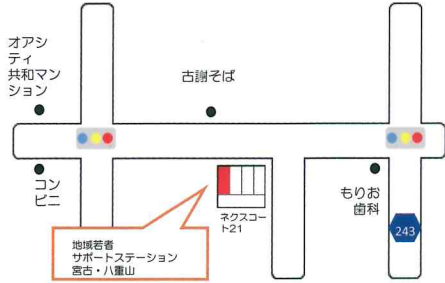 オアシ
ティ
共和マン
ション
古謝そば
コン
ビニ
ネクスコー
ト21
もりお
歯科
243
地域若者
サポートステーション
宮古・八重山